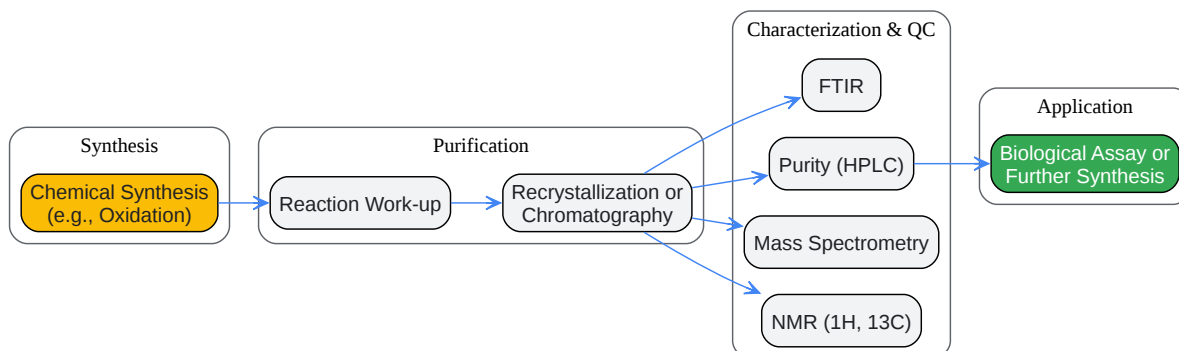 Synthesis
Chemical Synthesis
(e.g., Oxidation)
Purification
Reaction Work-up
Recrystallization or
Chromatography
Characterization & QC
FTIR
Purity (HPLC)
Mass Spectrometry
NMR (1H, 13C)
Application
Biological Assay or
Further Synthesis